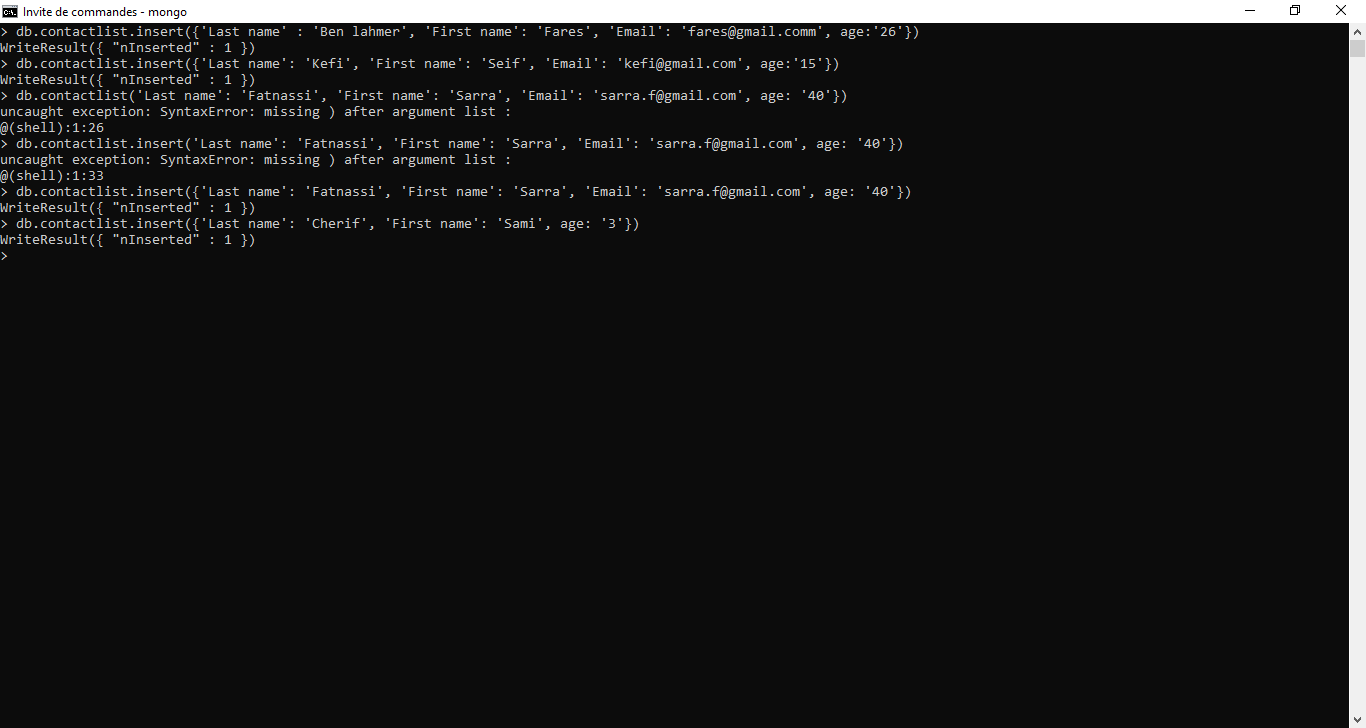 Invite de commandes - mongo
> db.contactlist.insert({'Last name' : 'Ben lahmer', 'First name': 'Fares', 'Email': 'fares@gmail.comm', age:'26'})
WriteResult({ "nInserted" : 1 })
> db.contactlist.insert({'Last name': 'Kefi', 'First name': 'Seif', 'Email': 'kefi@gmail.com', age:'15'})
WriteResult({ "nInserted" : 1 })
> db.contactlist('Last name': 'Fatnassi', 'First name': 'Sarra', 'Email': 'sarra.f@gmail.com', age: '40'})
uncaught exception: SyntaxError: missing ) after argument list :
@(shell):1:26
> db.contactlist.insert('Last name': 'Fatnassi', 'First name': 'Sarra', 'Email': 'sarra.f@gmail.com', age: '40'})
uncaught exception: SyntaxError: missing ) after argument list :
@(shell):1:33
> db.contactlist.insert({'Last name': 'Fatnassi', 'First name': 'Sarra', 'Email': 'sarra.f@gmail.com', age: '40'})
WriteResult({ "nInserted" : 1 })
> db.contactlist.insert({'Last name': 'Cherif', 'First name': 'Sami', age: '3'})
WriteResult({ "nInserted" : 1 })
>